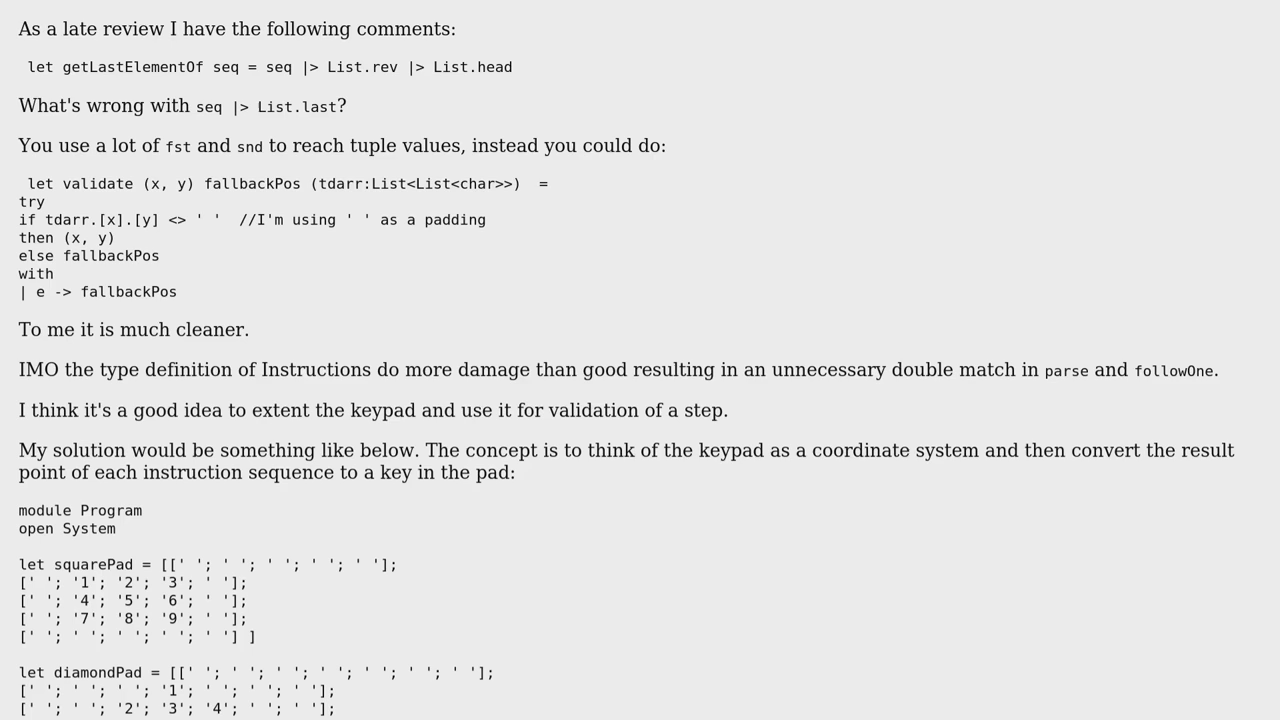 As a late review I have the following comments:
let getLastElementOf seq = seq |> List.rev |> List.head
What's wrong with seq |> List.last?
You use a lot of fst and snd to reach tuple values, instead you could do:
let validate (x, y) fallbackPos (tdarr:List<List<char>>)  =
try
if tdarr.[x].[y] <> ' '  //I'm using ' ' as a padding
then (x, y)
else fallbackPos
with
| e -> fallbackPos
To me it is much cleaner.
IMO the type definition of Instructions do more damage than good resulting in an unnecessary double match in parse and followOne.
I think it's a good idea to extent the keypad and use it for validation of a step.
My solution would be something like below. The concept is to think of the keypad as a coordinate system and then convert the result
point of each instruction sequence to a key in the pad:
module Program
open System
let squarePad = [[' '; ' '; ' '; ' '; ' '];
[' '; '1'; '2'; '3'; ' '];
[' '; '4'; '5'; '6'; ' '];
[' '; '7'; '8'; '9'; ' '];
[' '; ' '; ' '; ' '; ' '] ]
let diamondPad = [[' '; ' '; ' '; ' '; ' '; ' '; ' '];
[' '; ' '; ' '; '1'; ' '; ' '; ' '];
[' '; ' '; '2'; '3'; '4'; ' '; ' '];